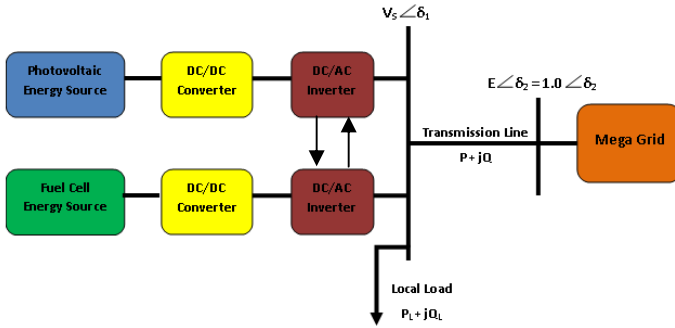 V_S∠δ_1
Photovoltaic
Energy Source
DC/DC
Converter
DC/AC
Inverter
E∠δ_2 = 1.0 ∠δ_2
Transmission Line
P + jQ
Mega Grid
Fuel Cell
Energy Source
DC/DC
Converter
DC/AC
Inverter
Local Load
P_L + jQ_L